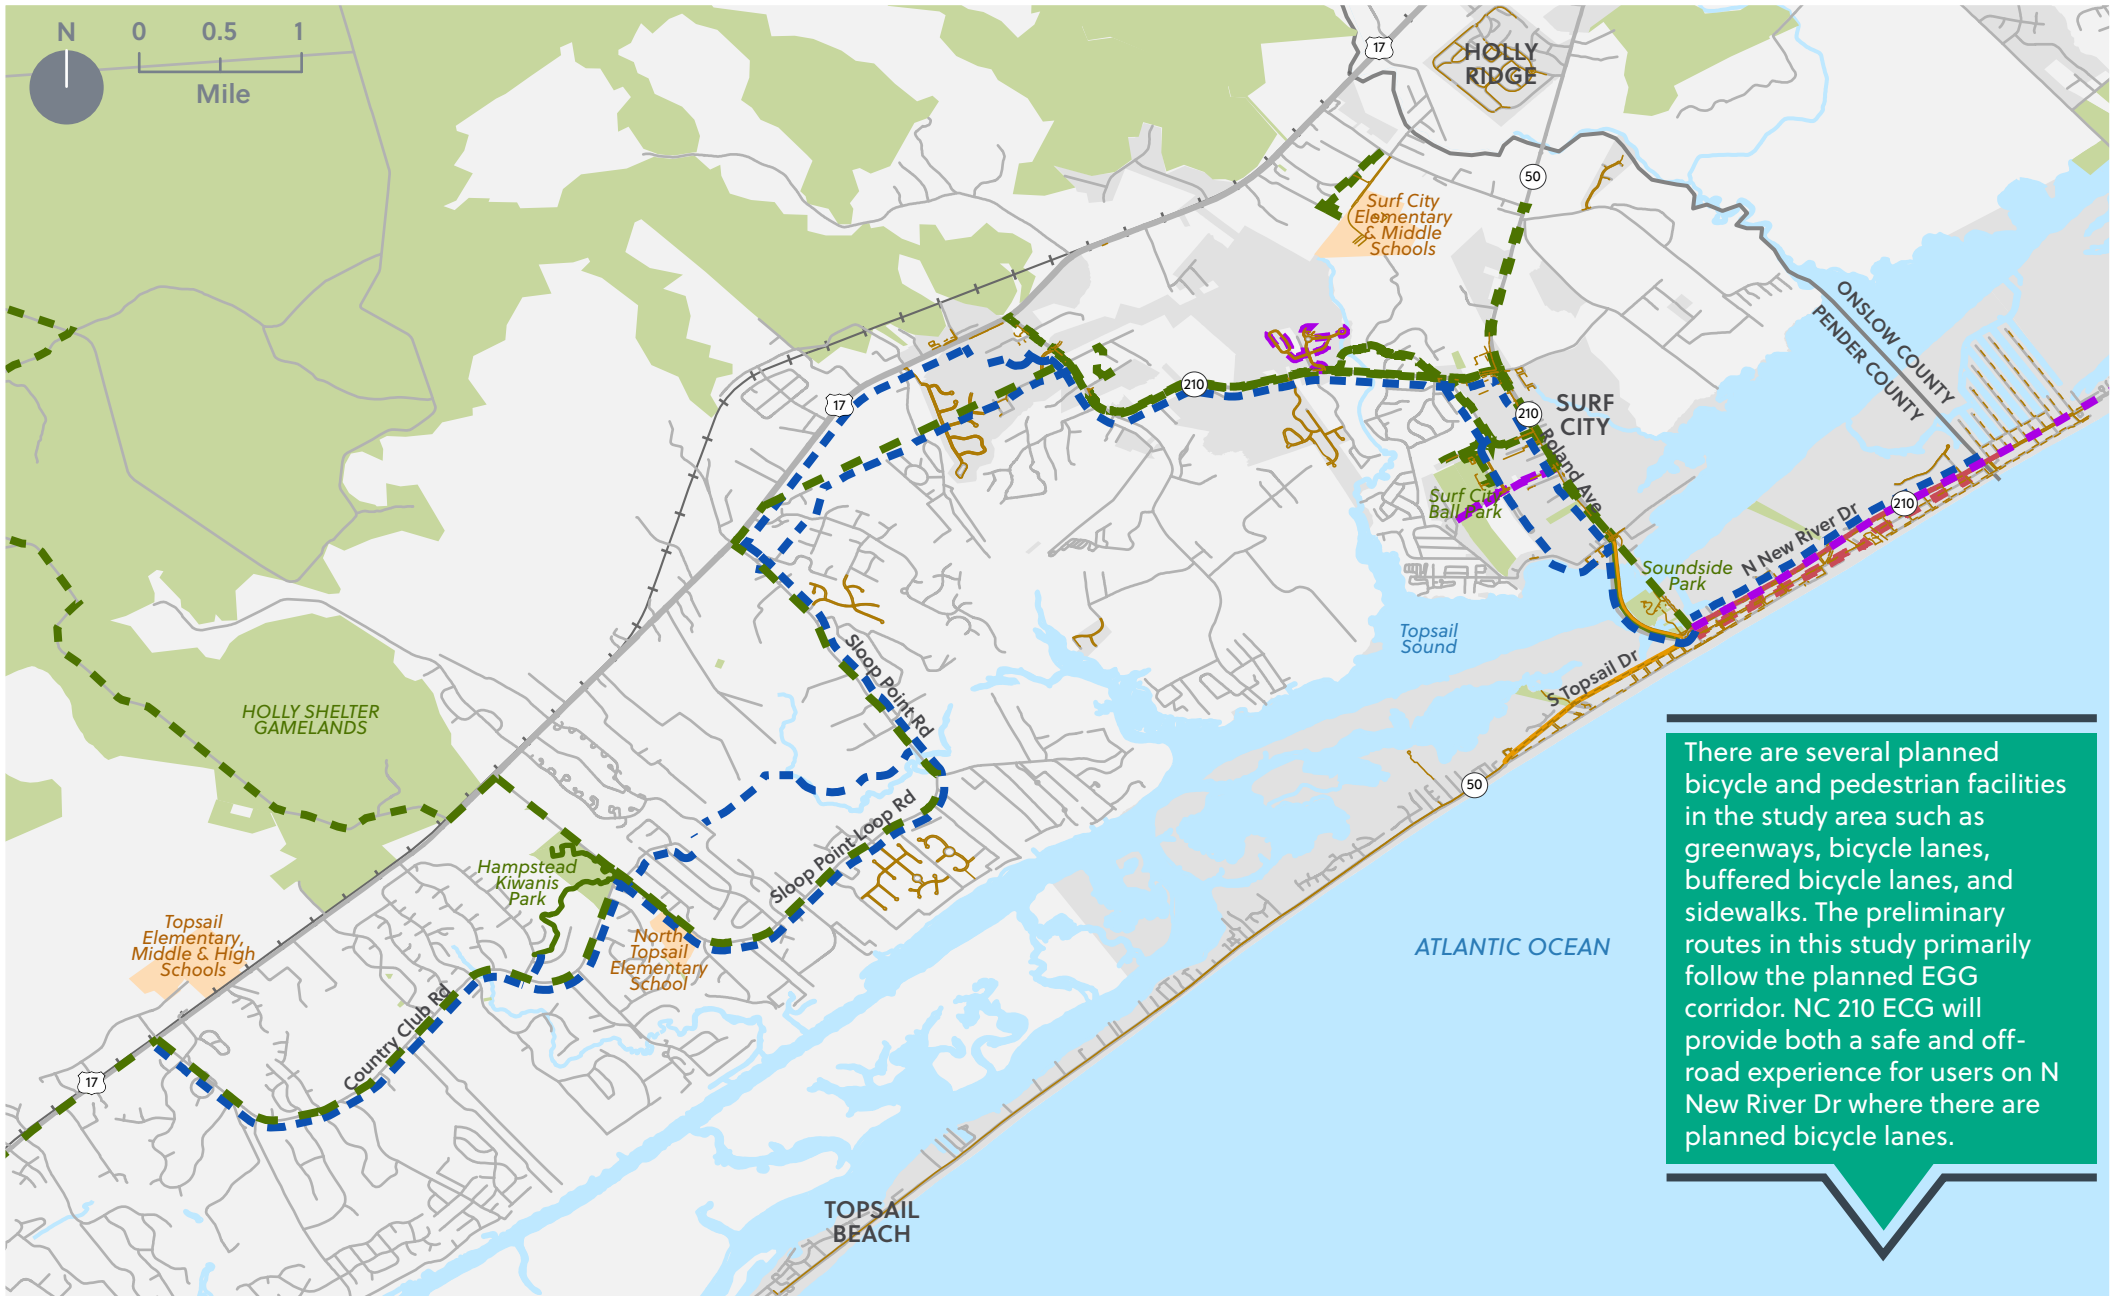 N
0 0.5 1
Mile
17
HOLLY
RIDGE
50
Surf City
Elementary
& Middle
Schools
ONSLOW COUNTY
PENDER COUNTY
210
17
210
SURF
CITY
Roland Ave
Surf City
Ball Park
210
N New River Dr
Soundside
Park
Topsail
Sound
S Topsail Dr
Sloop Point Rd
HOLLY SHELTER
GAMELANDS
50
Sloop Point Loop Rd
Hampstead
Kiwanis
Park
Topsail
Elementary,
Middle & High
Schools
North
Topsail
Elementary
School
ATLANTIC OCEAN
Country Club Rd
17
TOPSAIL
BEACH
There are several planned
bicycle and pedestrian facilities
in the study area such as
greenways, bicycle lanes,
buffered bicycle lanes, and
sidewalks. The preliminary
routes in this study primarily
follow the planned EGG
corridor. NC 210 ECG will
provide both a safe and off-
road experience for users on N
New River Dr where there are
planned bicycle lanes.